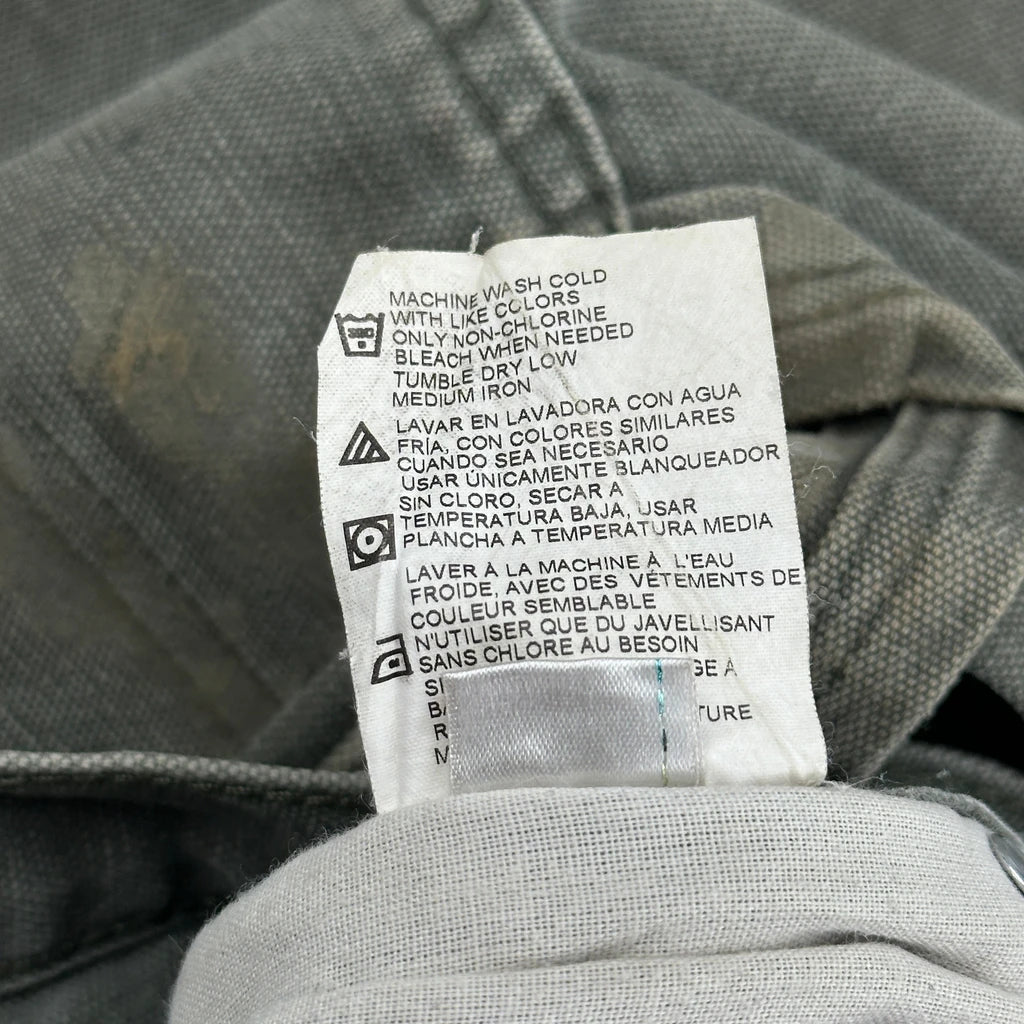 MACHINE WASH COLD
WITH LIKE COLORS
ONLY NON-CHLORINE
BLEACH WHEN NEEDED
TUMBLE DRY LOW
MEDIUM IRON
LAVAR EN LAVADORA CON AGUA
FRÍA, CON COLORES SIMILARES
CUANDO SEA NECESARIO
USAR ÚNICAMENTE BLANQUEADOR
SIN CLORO, SECAR A
TEMPERATURA BAJA, USAR
PLANCHA A TEMPERATURA MEDIA
LAVER À LA MACHINE À L'EAU
FROIDE, AVEC DES VÉTEMENTS DE
COULEUR SEMBLABLE
N'UTILISER QUE DU JAVELLISANT
SANS CHLORE AU BESOIN